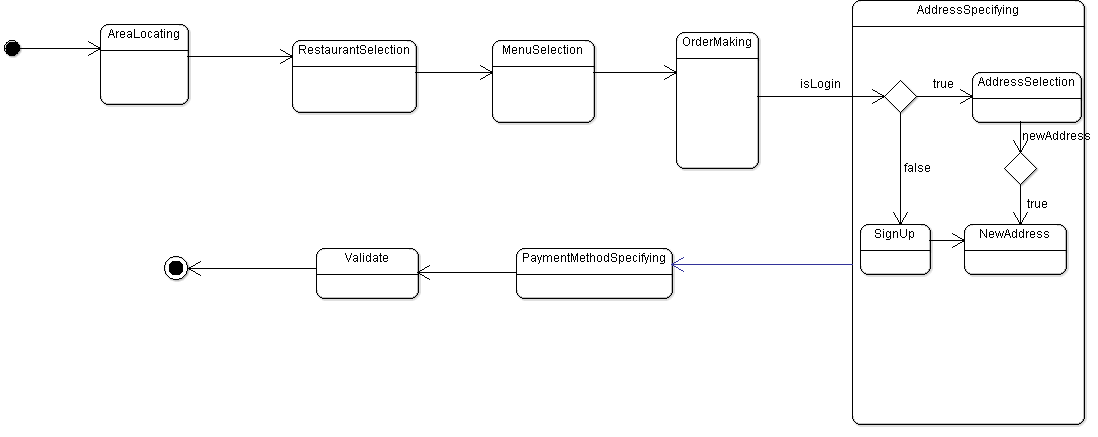 AddressSpecifying
AreaLocating
RestaurantSelection
MenuSelection
OrderMaking
isLogin
true
AddressSelection
newAddress
false
true
SignUp
NewAddress
Validate
PaymentMethodSpecifying